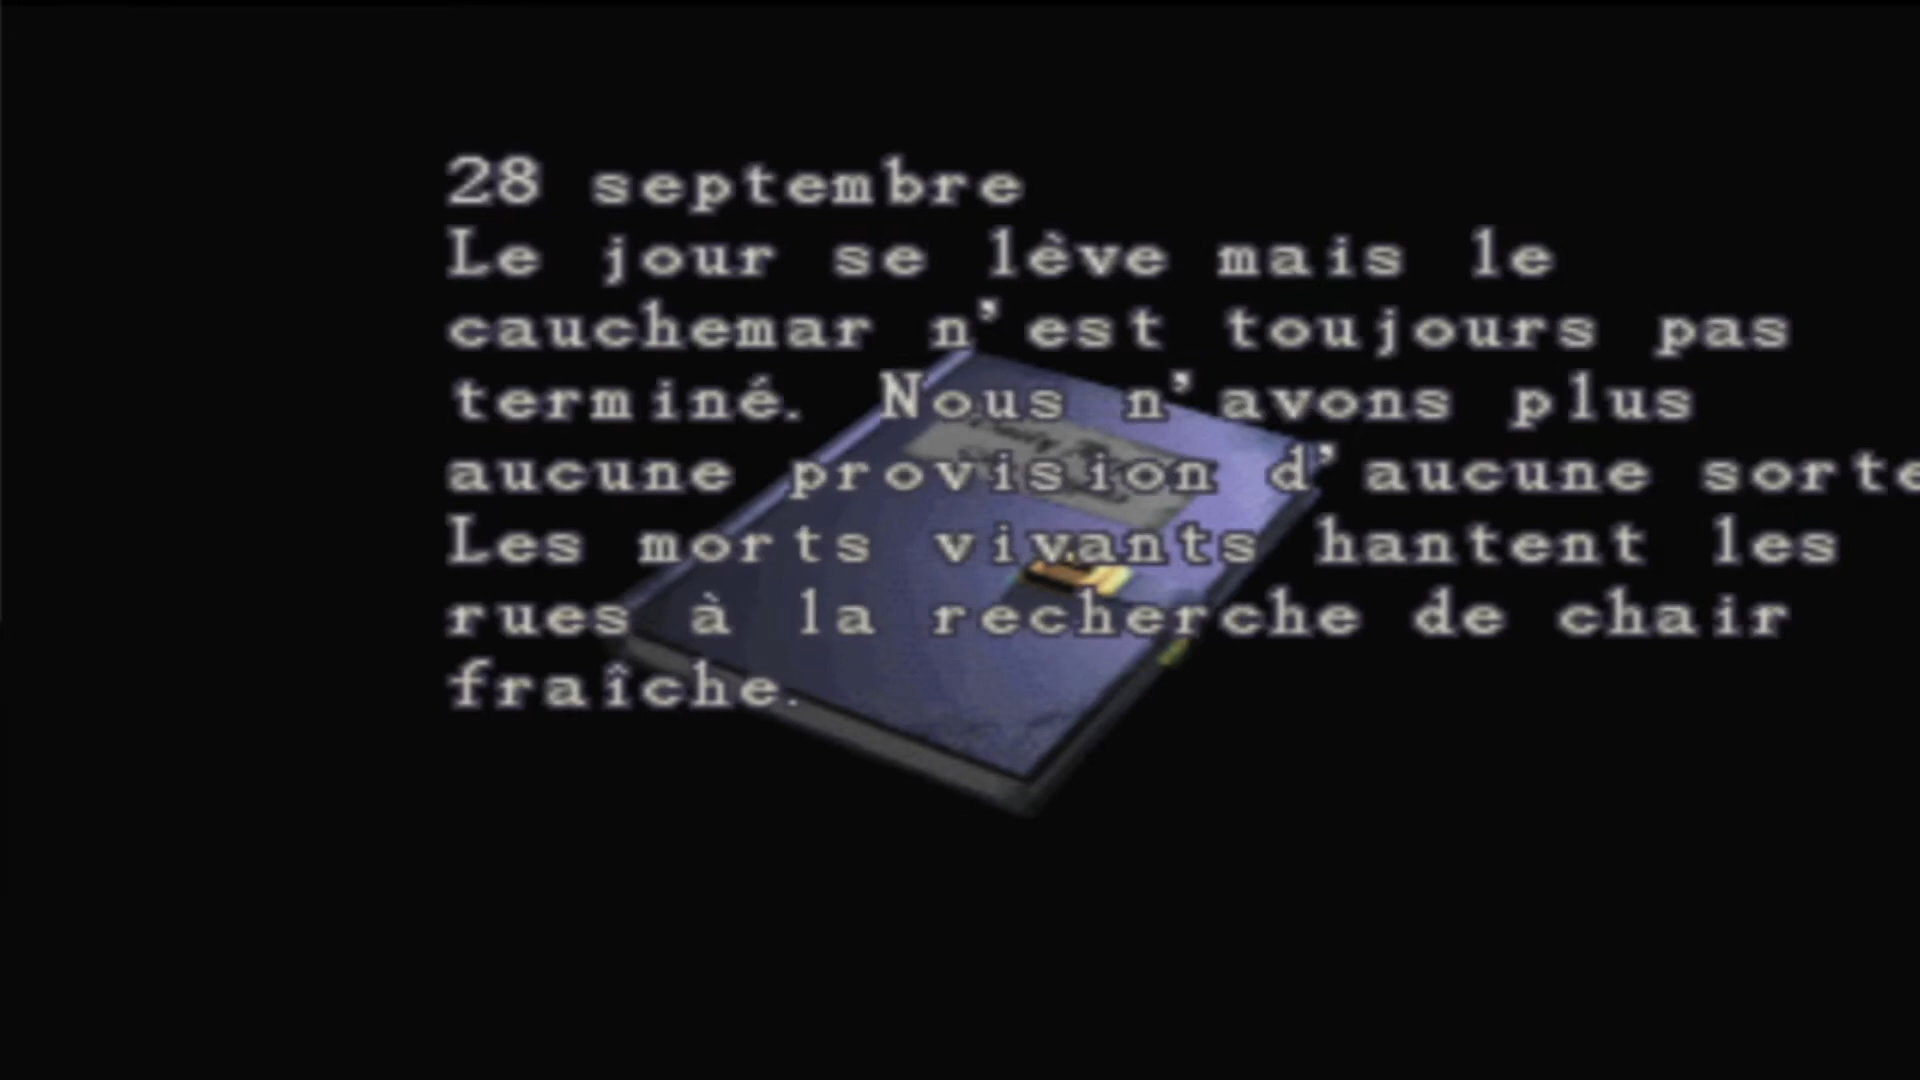 28 septembre
Le jour se lève mais le
cauchemar n'est toujours pas
terminé. Nous n'avons plus
aucune provision d'aucune sorte
Les morts vivants hantent les
rues à la recherche de chair
fraîche.